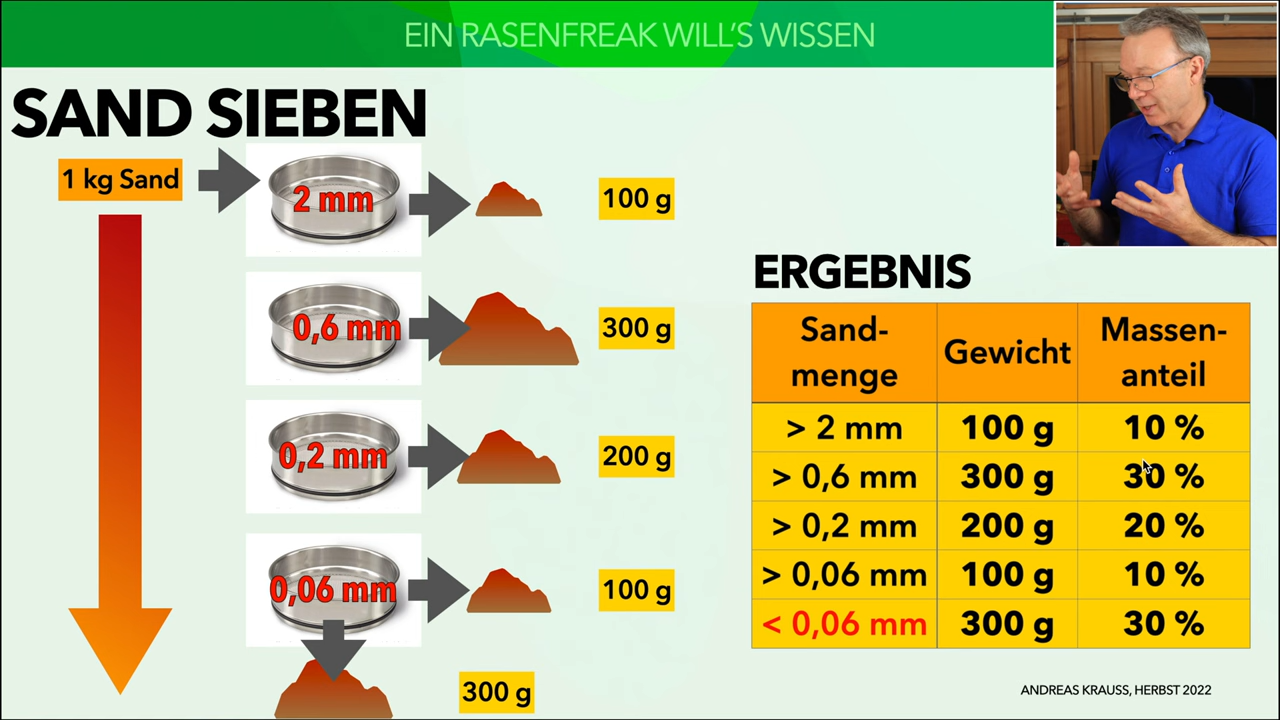 EIN RASENFREAK WILL'S WISSEN
SAND SIEBEN
1 kg Sand
2 mm
100 g
0,6 mm
300 g
0,2 mm
200 g
0,06 mm
100 g
300 g
ERGEBNIS
Sand-
menge
Gewicht
Massen-
anteil
> 2 mm 100 g 10 %
> 0,6 mm 300 g 30 %
> 0,2 mm 200 g 20 %
> 0,06 mm 100 g 10 %
< 0,06 mm 300 g 30 %
ANDREAS KRAUSS, HERBST 2022